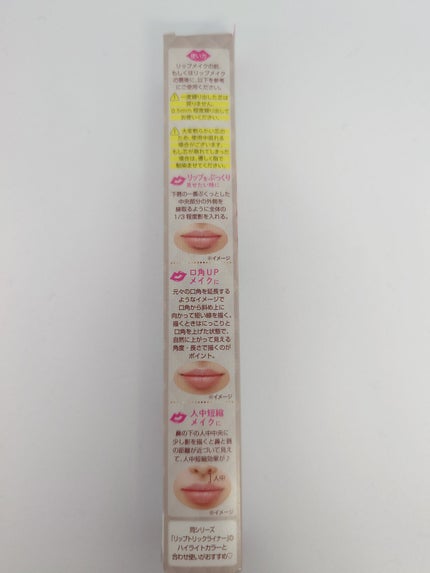 使い方
リップメイクの前、
もしくはリップメイク
の最後に、以下を参考
にご使用ください。
一度繰り出した芯は
戻りません。
0.5mm程度繰り出して
お使いください。
大変柔らかい芯の
ため、使用中折れる
場合がございます。
もし芯が折れてしまった
場合は、優しく指で
馴染ませてください。
リップをぷっくり
見せたい時に
下唇の一番ぷくっとした
中央部分の外側を
縁取るように全体の
1/3程度影を入れる。
※イメージ
口角UP
メイクに
元々の口角を延長する
ようなイメージで
口角から斜め上に
向かって短い線を描く。
描くときはにっこりと
口角を上げた状態で、
自然に上がって見える
角度・長さで描くのが
ポイント。
※イメージ
人中短縮
メイクに
鼻の下の人中中央に
少し影を描くと鼻と唇
の距離が近づいて見え
て、人中短縮効果が♪
人中
※イメージ
同シリーズ
「リップトリックライナー」の
ハイライトカラーと
合わせ使いがおすすめ♡